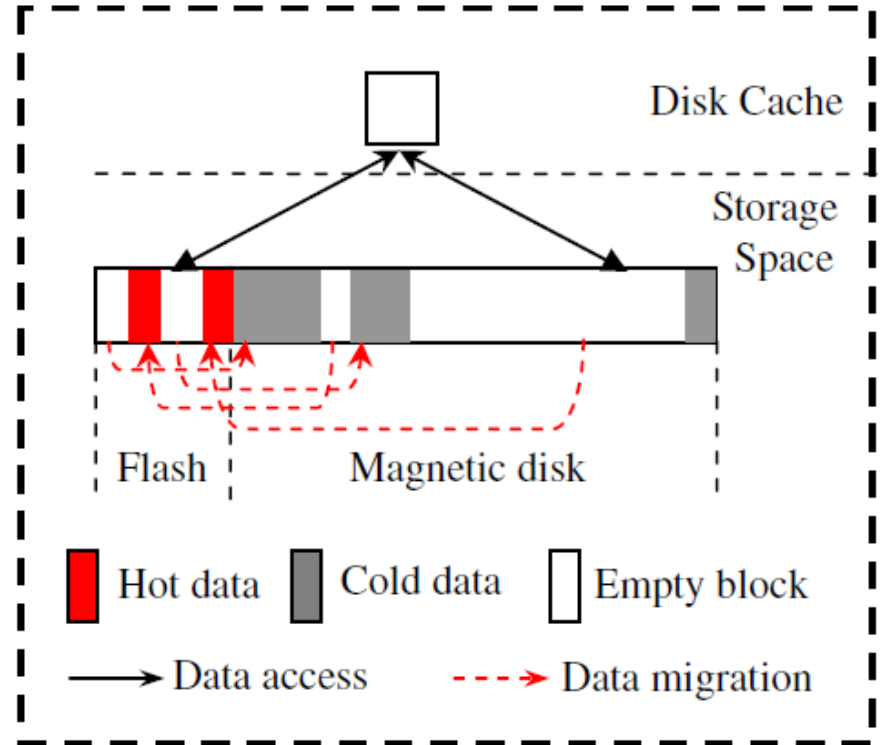 Disk Cache
Storage
Space
Flash
Magnetic disk
Hot data
Cold data
Empty block
Data access
Data migration